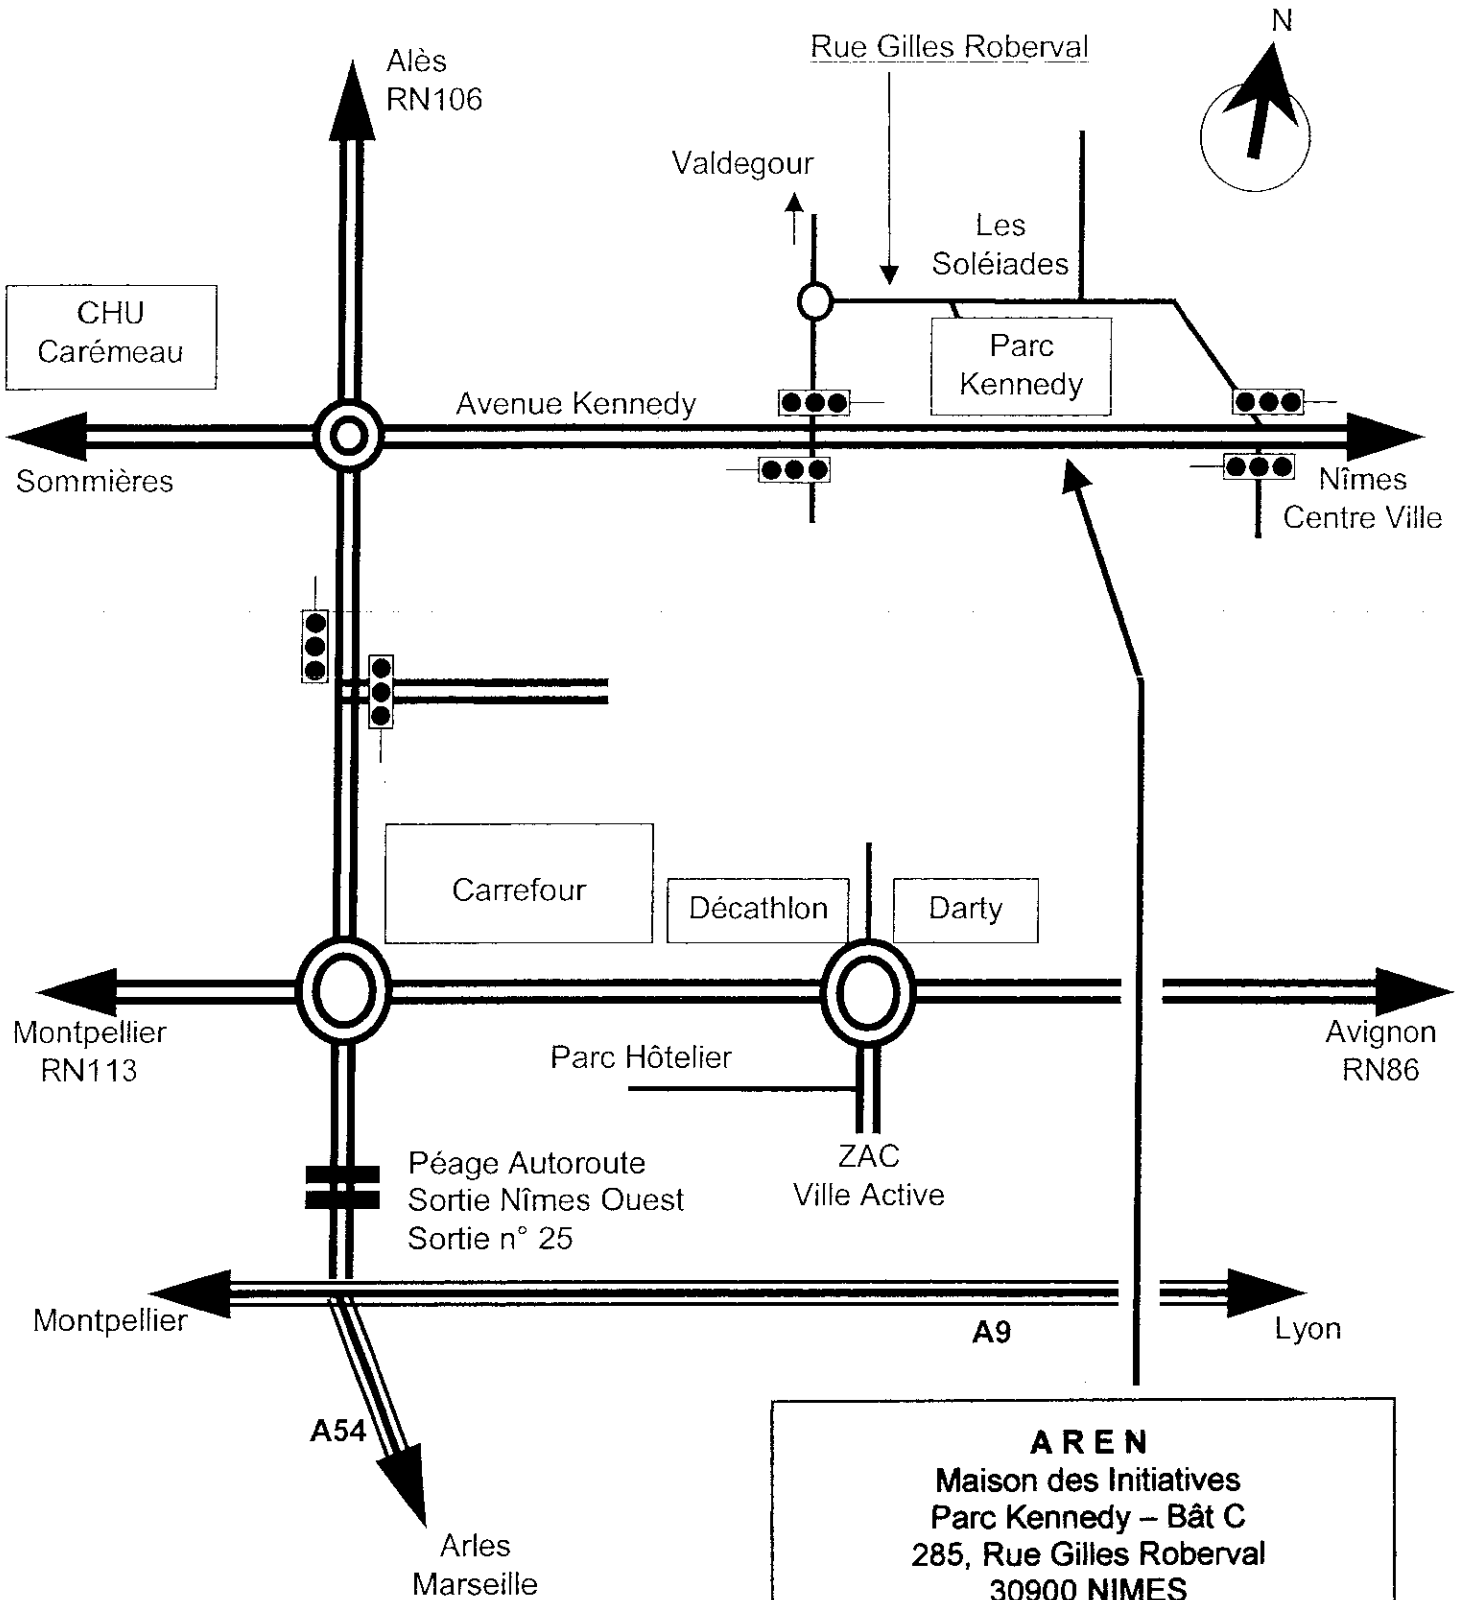 N
Rue Gilles Roberval
Alès
RN106
Valdegour
Les
Soléiades
CHU
Carémeau
Parc
Kennedy
Avenue Kennedy
Sommières
Nîmes
Centre Ville
Carrefour
Décathlon
Darty
Montpellier
RN113
Parc Hôtelier
Avignon
RN86
ZAC
Ville Active
Péage Autoroute
Sortie Nîmes Ouest
Sortie n° 25
Montpellier
A9
Lyon
A54
Arles
Marseille
A R E N
Maison des Initiatives
Parc Kennedy – Bât C
285, Rue Gilles Roberval
30900 NIMES